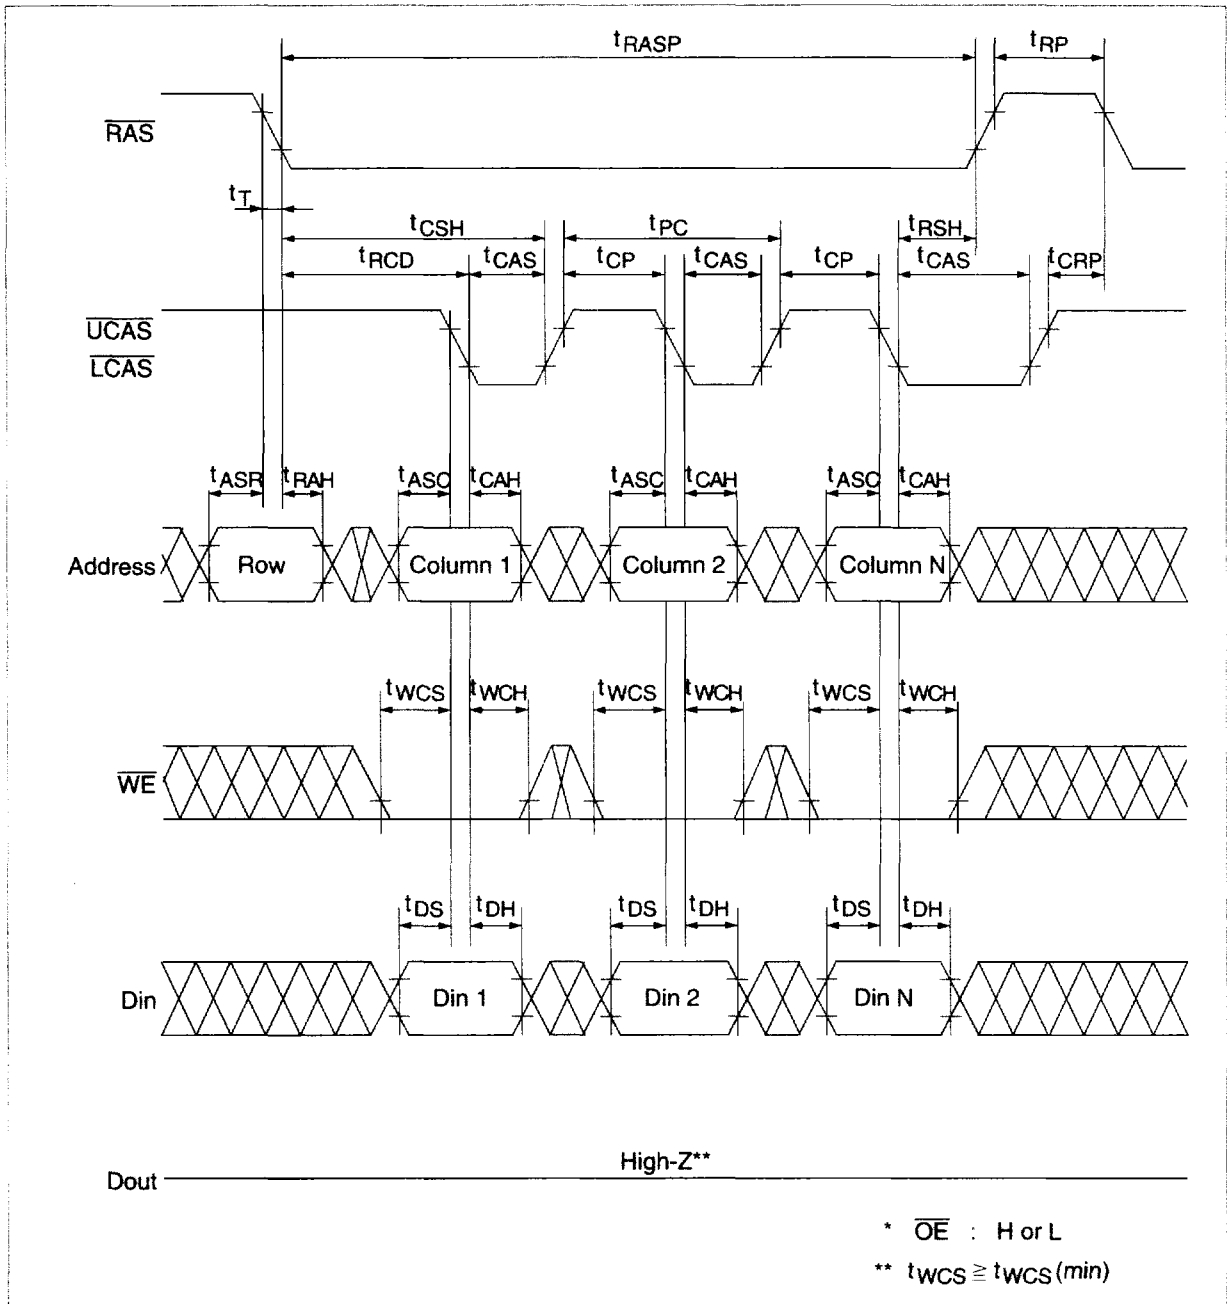 tRASP tRP
RAS
tT
tCSH tPC tRSH
tRCD tCAS tCP tCAS tCP tCAS tCRP
UCAS
LCAS
tASR tRAH tASC tCAH tASC tCAH tASC tCAH
Address Row Column 1 Column 2 Column N
tWCS tWCH tWCS tWCH tWCS tWCH
WE
tDS tDH tDS tDH tDS tDH
Din Din 1 Din 2 Din N
High-Z**
Dout
* OE : H or L
** tWCS ≧ tWCS (min)